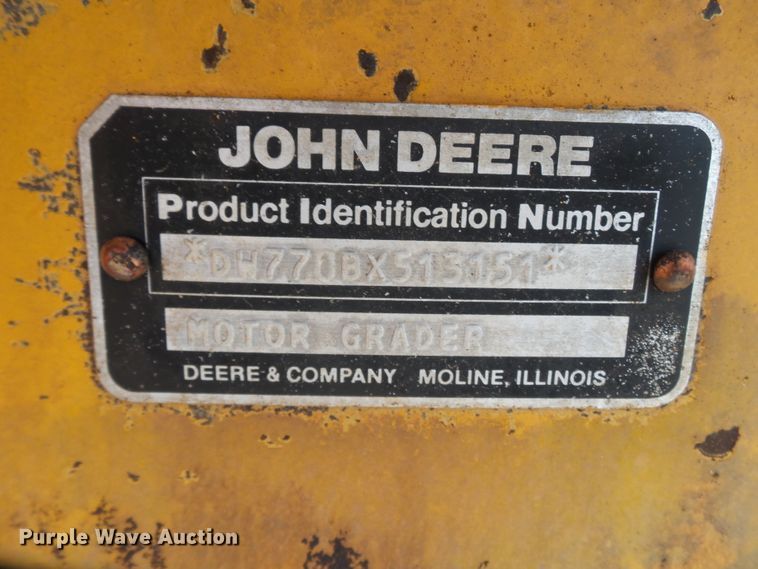 JOHN DEERE
Product Identification Number
*DW770BX513151*
MOTOR GRADER
DEERE & COMPANY MOLINE, ILLINOIS
Purple Wave Auction